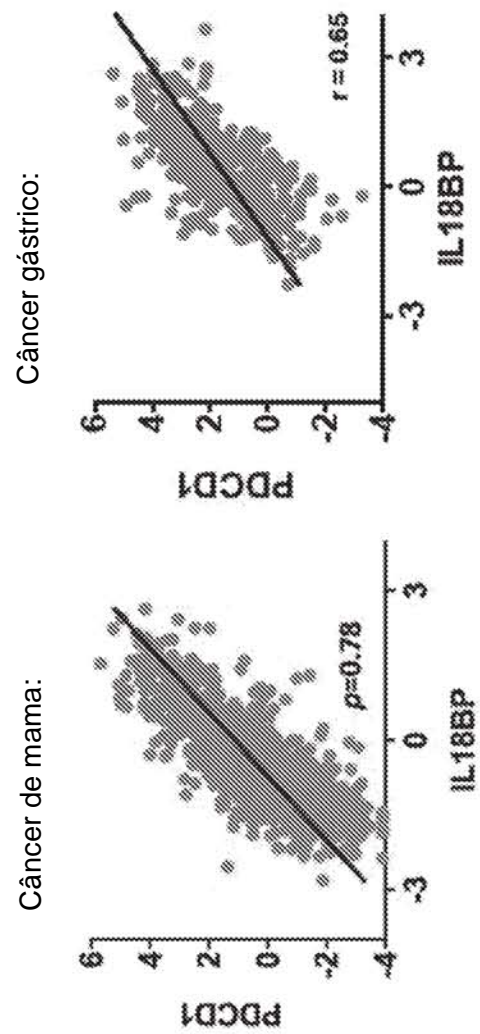 Câncer de mama:
PDCD1
6
4
2
0
-2
-4
ρ=0.78
-3 0 3
IL18BP
Câncer gástrico:
PDCD1
6
4
2
0
-2
-4
r = 0.65
-3 0 3
IL18BP